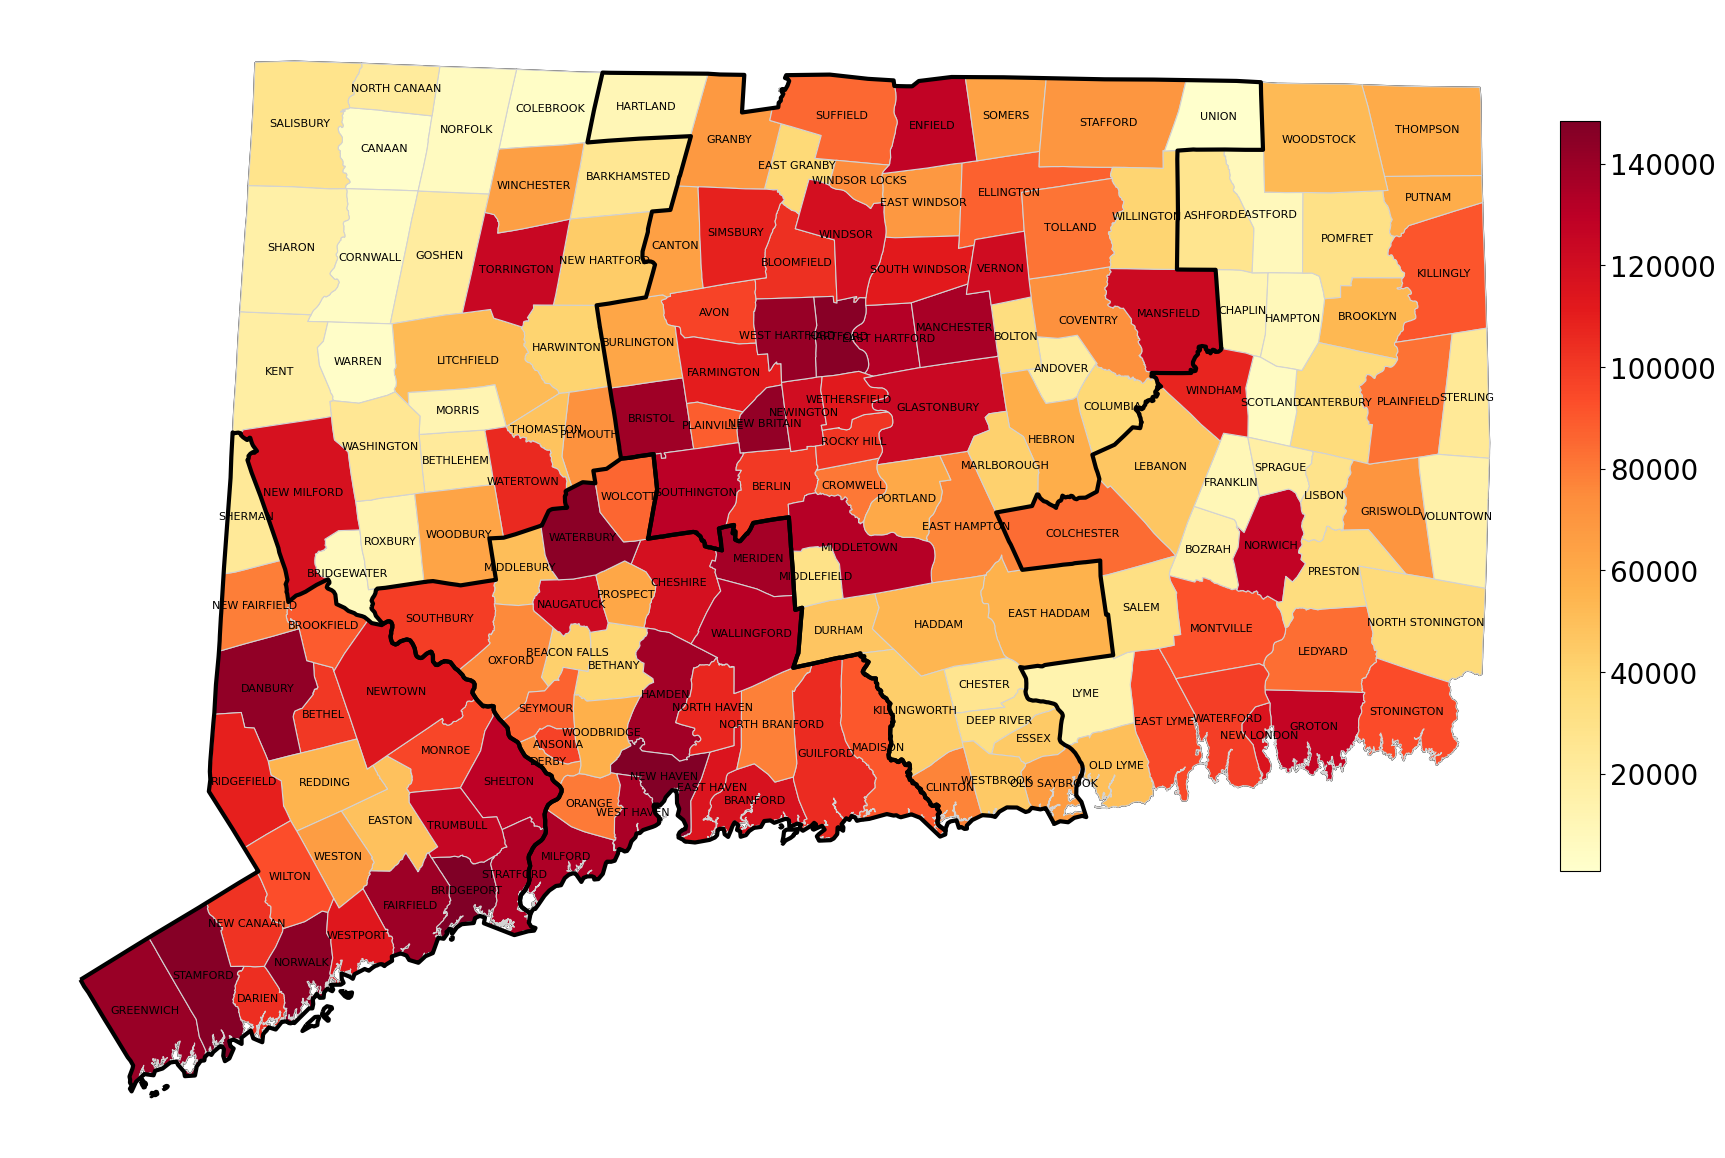 NORTH CANAAN
COLEBROOK
HARTLAND
SALISBURY
NORFOLK
CANAAN
SUFFIELD
ENFIELD
SOMERS
STAFFORD
UNION
GRANBY
WOODSTOCK
THOMPSON
EAST GRANBY
WINCHESTER
BARKHAMSTED
WINDSOR LOCKS
ELLINGTON
EAST WINDSOR
PUTNAM
WILLINGTON
ASHFORD
EASTFORD
SHARON
CORNWALL
GOSHEN
TORRINGTON
NEW HARTFORD
CANTON
SIMSBURY
BLOOMFIELD
WINDSOR
SOUTH WINDSOR
VERNON
TOLLAND
POMFRET
KILLINGLY
AVON
WEST HARTFORD
HARTFORD
EAST HARTFORD
MANCHESTER
BOLTON
COVENTRY
MANSFIELD
CHAPLIN
HAMPTON
BROOKLYN
KENT
WARREN
LITCHFIELD
HARWINTON
BURLINGTON
FARMINGTON
ANDOVER
MORRIS
BRISTOL
PLAINVILLE
NEW BRITAIN
NEWINGTON
WETHERSFIELD
GLASTONBURY
COLUMBIA
WINDHAM
SCOTLAND
CANTERBURY
PLAINFIELD
STERLING
WASHINGTON
BETHLEHEM
THOMASTON
PLYMOUTH
ROCKY HILL
HEBRON
MARLBOROUGH
LEBANON
FRANKLIN
SPRAGUE
NEW MILFORD
WATERTOWN
WOLCOTT
SOUTHINGTON
BERLIN
CROMWELL
PORTLAND
LISBON
GRISWOLD
VOLUNTOWN
SHERMAN
ROXBURY
WOODBURY
WATERBURY
EAST HAMPTON
COLCHESTER
BOZRAH
NORWICH
BRIDGEWATER
MIDDLEBURY
CHESHIRE
MERIDEN
MIDDLETOWN
MIDDLEFIELD
PRESTON
NEW FAIRFIELD
BROOKFIELD
SOUTHBURY
NAUGATUCK
PROSPECT
WALLINGFORD
DURHAM
HADDAM
EAST HADDAM
SALEM
MONTVILLE
NORTH STONINGTON
LEDYARD
DANBURY
NEWTOWN
OXFORD
BEACON FALLS
BETHANY
HAMDEN
NORTH HAVEN
NORTH BRANFORD
CHESTER
LYME
BETHEL
SEYMOUR
WOODBRIDGE
KILLINGWORTH
DEEP RIVER
ESSEX
EAST LYME
WATERFORD
NEW LONDON
GROTON
STONINGTON
MONROE
ANSONIA
DERBY
GUILFORD
MADISON
RIDGEFIELD
REDDING
SHELTON
NEW HAVEN
EAST HAVEN
BRANFORD
CLINTON
WESTBROOK
OLD SAYBROOK
OLD LYME
EASTON
TRUMBULL
ORANGE
WEST HAVEN
WESTON
MILFORD
WILTON
FAIRFIELD
BRIDGEPORT
STRATFORD
NEW CANAAN
WESTPORT
NORWALK
STAMFORD
DARIEN
GREENWICH
140000
120000
100000
80000
60000
40000
20000